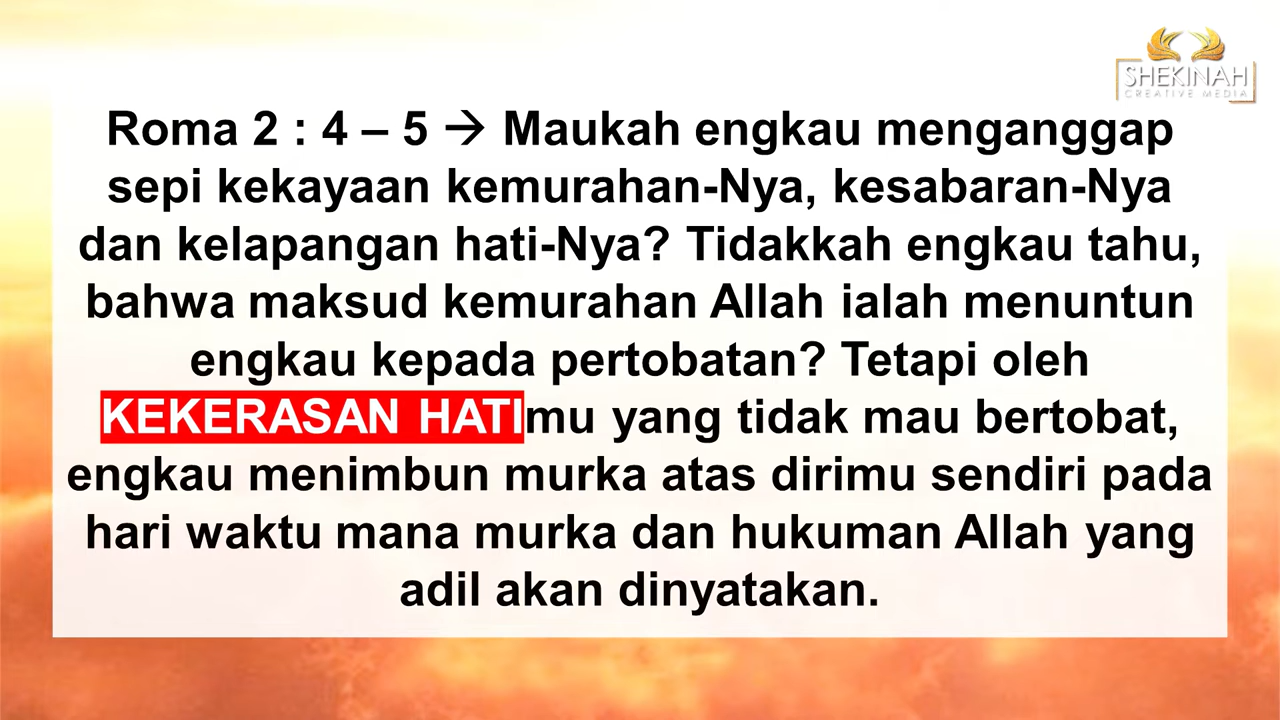 SHEKINAH
CREATIVE MEDIA
Roma 2 : 4 – 5 → Maukah engkau menganggap
sepi kekayaan kemurahan-Nya, kesabaran-Nya
dan kelapangan hati-Nya? Tidakkah engkau tahu,
bahwa maksud kemurahan Allah ialah menuntun
engkau kepada pertobatan? Tetapi oleh
KEKERASAN HATImu yang tidak mau bertobat,
engkau menimbun murka atas dirimu sendiri pada
hari waktu mana murka dan hukuman Allah yang
adil akan dinyatakan.